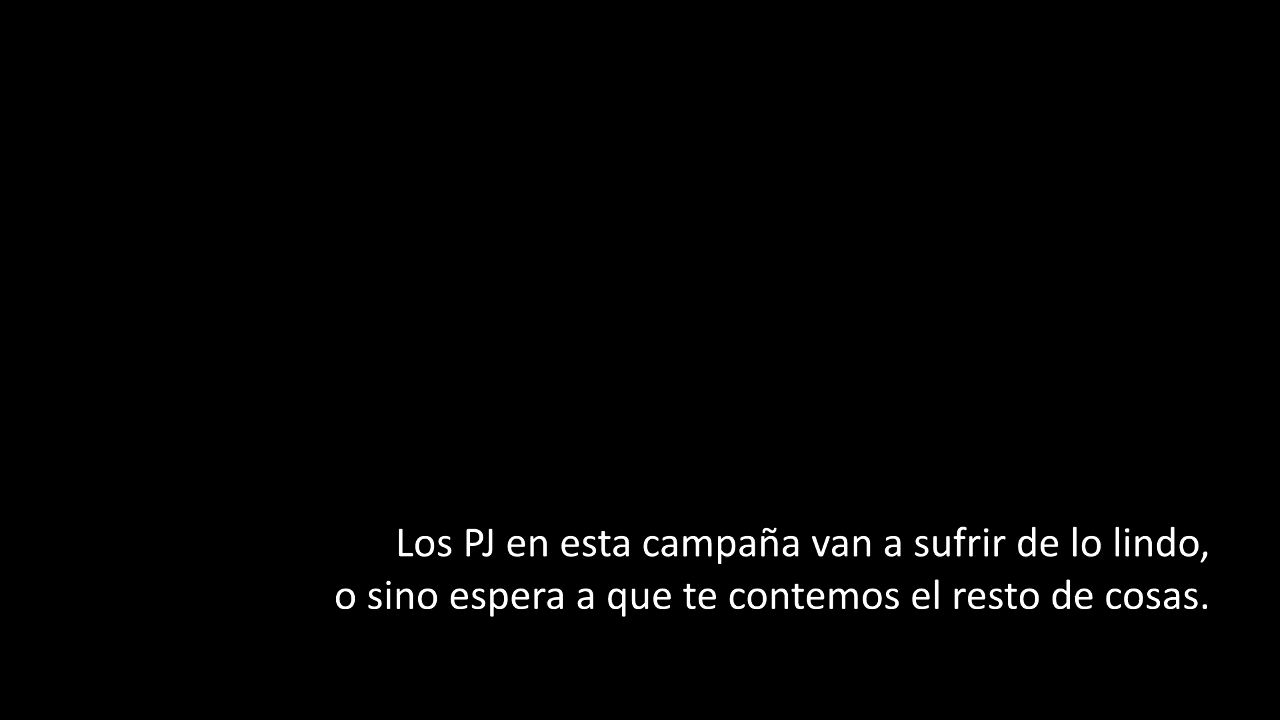 Los PJ en esta campaña van a sufrir de lo lindo,
o sino espera a que te contemos el resto de cosas.